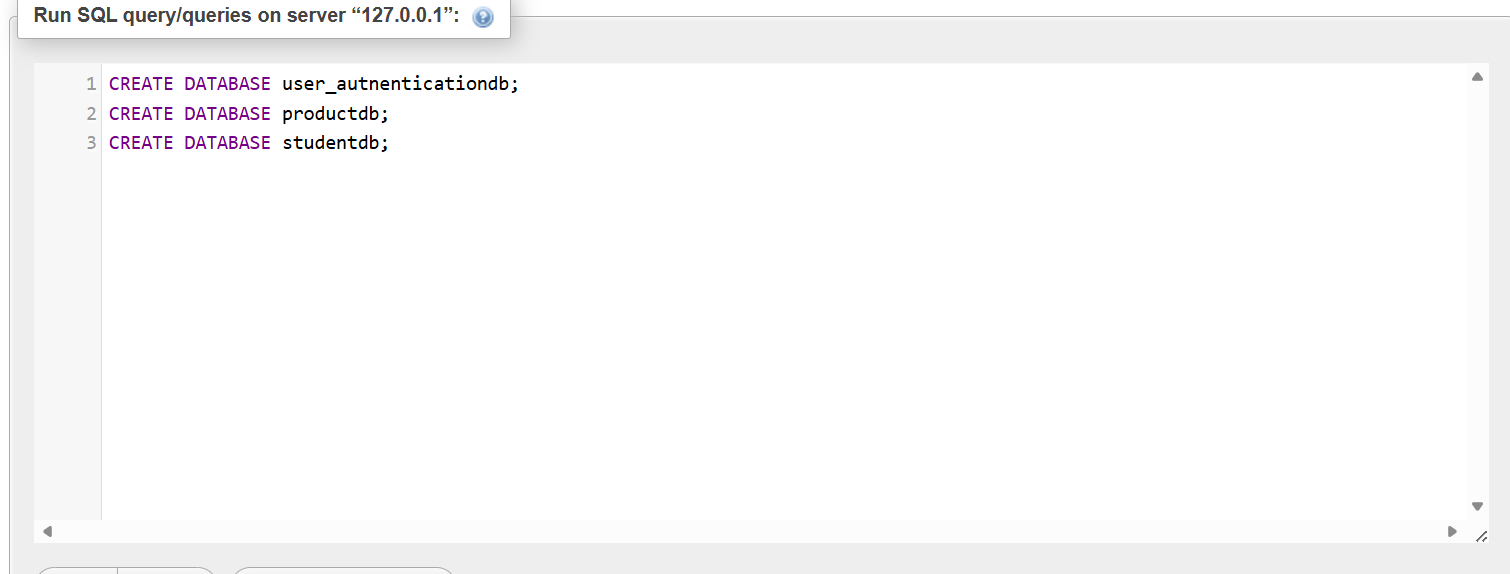 Run SQL query/queries on server “127.0.0.1”:
1 CREATE DATABASE user_autnenticationdb;
2 CREATE DATABASE productdb;
3 CREATE DATABASE studentdb;